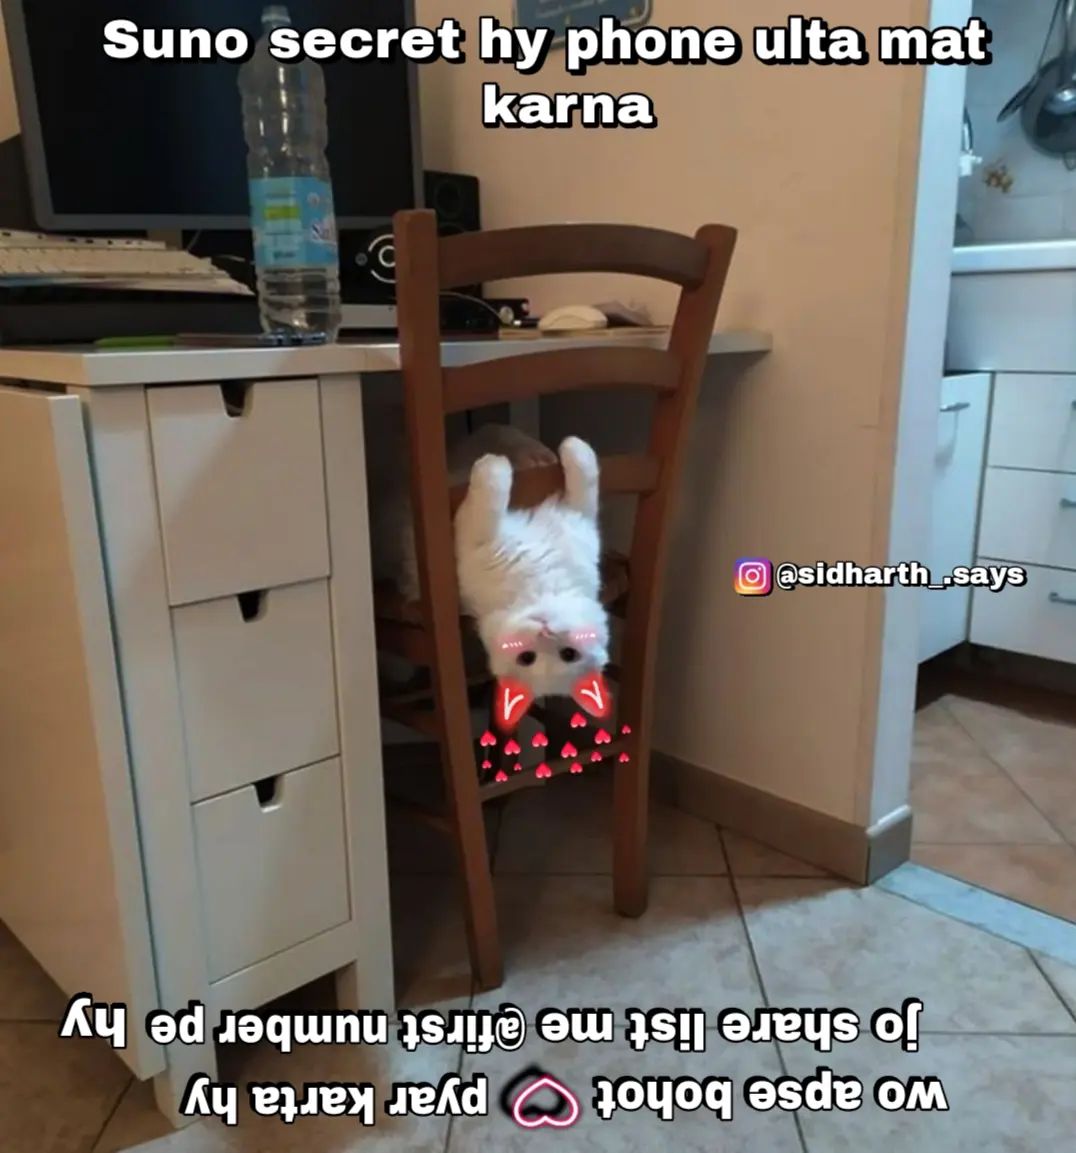 Suno secret hy phone ulta mat
karna
@sidharth_.says
wo apse bohot pyar karta hy
jo share list me @first number pe hy